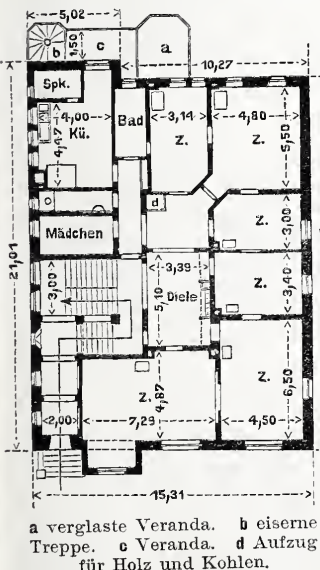 5,02
b
1,50
c
a
10,27
Spk.
4,00
Kü.
4,47
Bad
3,14
Z.
4,80
Z.
5,50
d
Z.
3,00
Mädchen
21,01
3,00
3,39
Diele
5,10
Z.
3,40
Z.
4,87
7,29
2,00
Z.
6,50
4,50
15,31
a verglaste Veranda. b eiserne
Treppe. c Veranda. d Aufzug
für Holz und Kohlen.